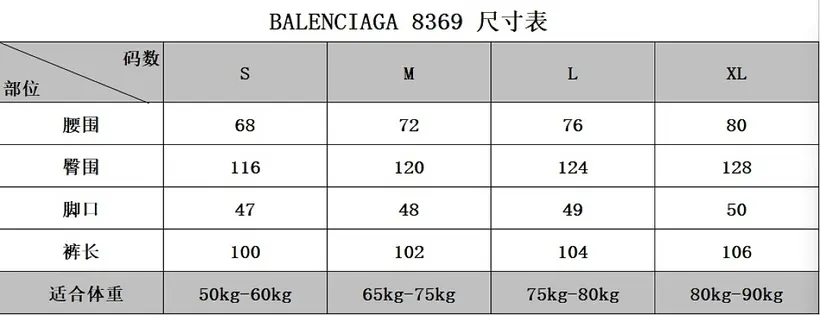 BALENCIAGA 8369 尺寸表
码数
部位 S M L XL
腰围 68 72 76 80
臀围 116 120 124 128
脚口 47 48 49 50
裤长 100 102 104 106
适合体重 50kg-60kg 65kg-75kg 75kg-80kg 80kg-90kg